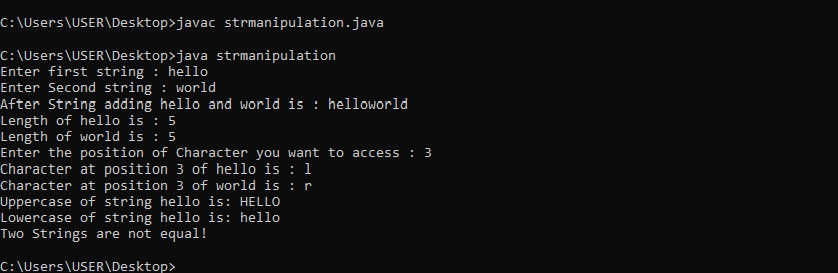 C:\Users\USER\Desktop>javac strmanipulation.java
C:\Users\USER\Desktop>java strmanipulation
Enter first string : hello
Enter Second string : world
After String adding hello and world is : helloworld
Length of hello is : 5
Length of world is : 5
Enter the position of Character you want to access : 3
Character at position 3 of hello is : l
Character at position 3 of world is : r
Uppercase of string hello is: HELLO
Lowercase of string hello is: hello
Two Strings are not equal!
C:\Users\USER\Desktop>